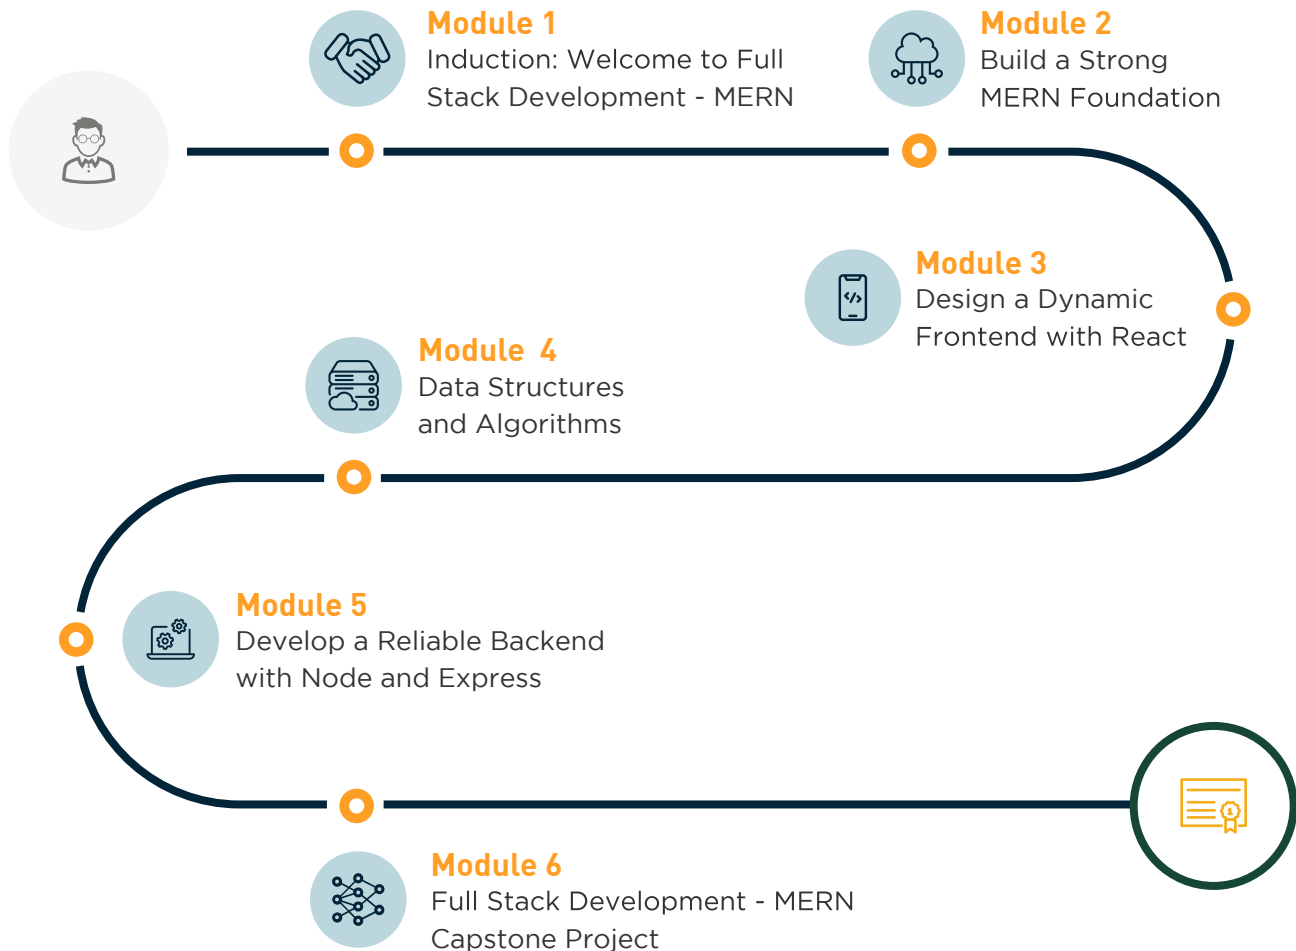 Module 1
Induction: Welcome to Full
Stack Development - MERN
Module 2
Build a Strong
MERN Foundation
Module 3
Design a Dynamic
Frontend with React
Module 4
Data Structures
and Algorithms
Module 5
Develop a Reliable Backend
with Node and Express
Module 6
Full Stack Development - MERN
Capstone Project